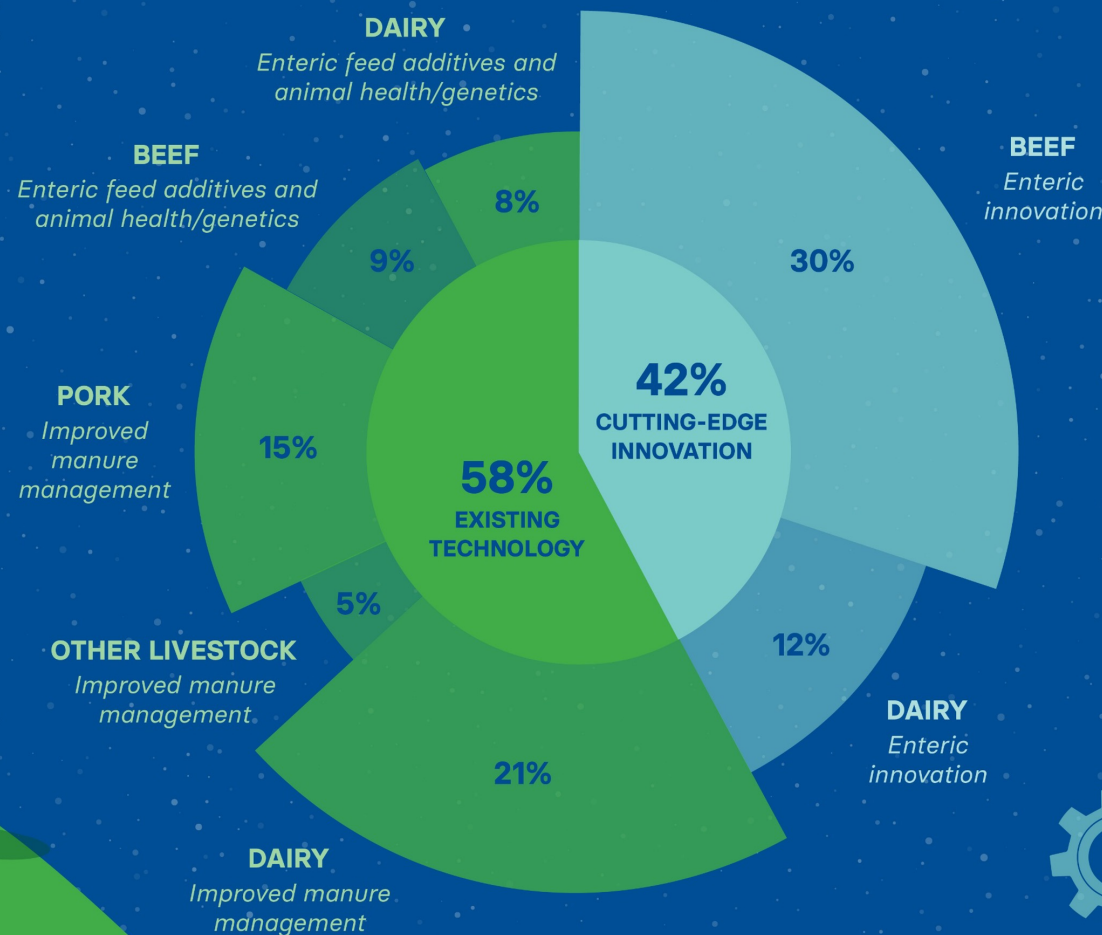 DAIRY
Enteric feed additives and
animal health/genetics
8%
BEEF
Enteric feed additives and
animal health/genetics
9%
PORK
Improved
manure
management
15%
OTHER LIVESTOCK
Improved manure
management
5%
DAIRY
Improved manure
management
21%
58%
EXISTING
TECHNOLOGY
42%
CUTTING-EDGE
INNOVATION
BEEF
Enteric
innovation
30%
DAIRY
Enteric
innovation
12%